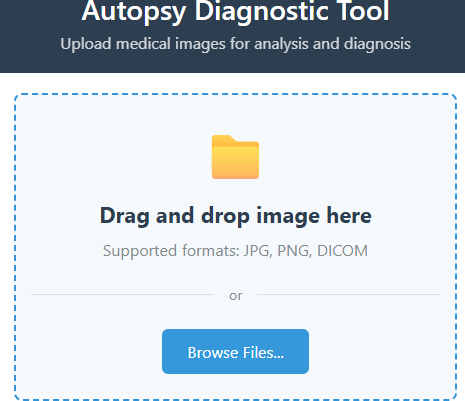 Autopsy Diagnostic Tool
Upload medical images for analysis and diagnosis
Drag and drop image here
Supported formats: JPG, PNG, DICOM
or
Browse Files...